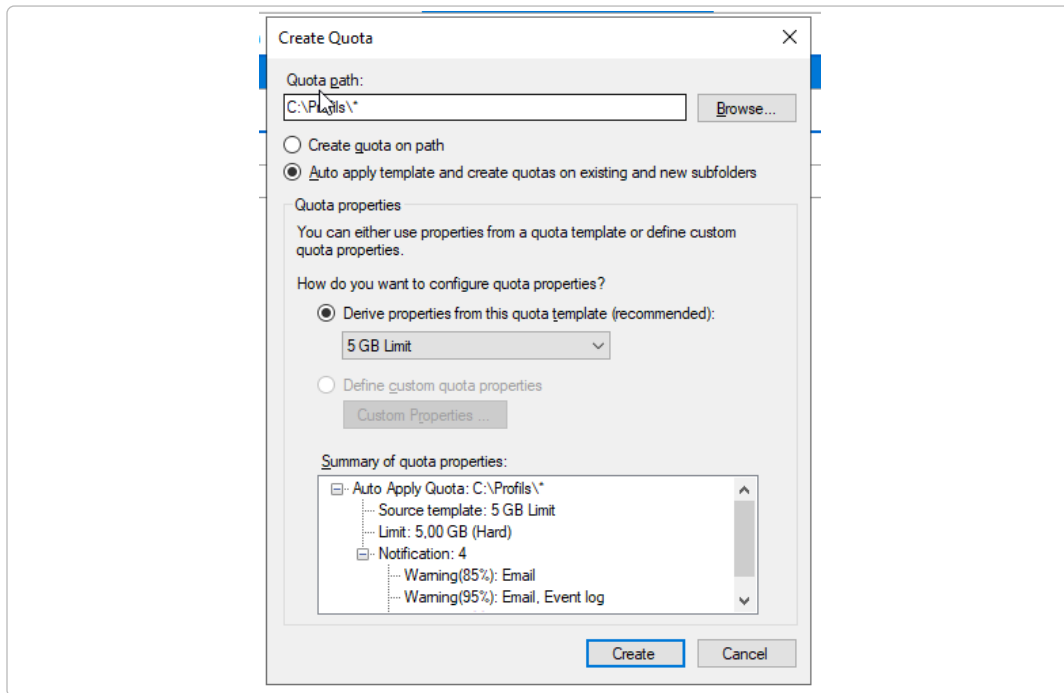 Create Quota
Quota path:
C:\Profils\*
Browse...
Create quota on path
Auto apply template and create quotas on existing and new subfolders
Quota properties
You can either use properties from a quota template or define custom
quota properties.
How do you want to configure quota properties?
Derive properties from this quota template (recommended):
5 GB Limit
Define custom quota properties
Custom Properties ...
Summary of quota properties:
Auto Apply Quota: C:\Profils\*
Source template: 5 GB Limit
Limit: 5,00 GB (Hard)
Notification: 4
Warning(85%): Email
Warning(95%): Email, Event log
Create
Cancel